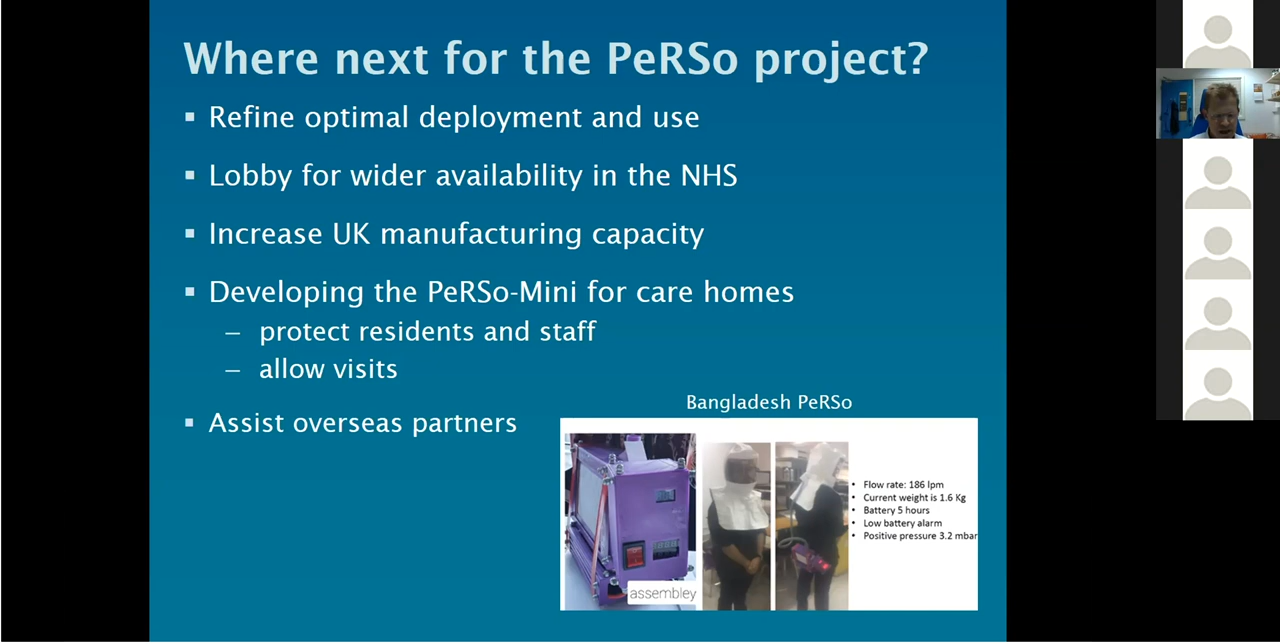 Where next for the PeRSo project?
▪ Refine optimal deployment and use
▪ Lobby for wider availability in the NHS
▪ Increase UK manufacturing capacity
▪ Developing the PeRSo-Mini for care homes
– protect residents and staff
– allow visits
▪ Assist overseas partners
Bangladesh PeRSo
assembley
• Flow rate: 186 lpm
• Current weight is 1.6 Kg
• Battery 5 hours
• Low battery alarm
• Positive pressure 3.2 mbar